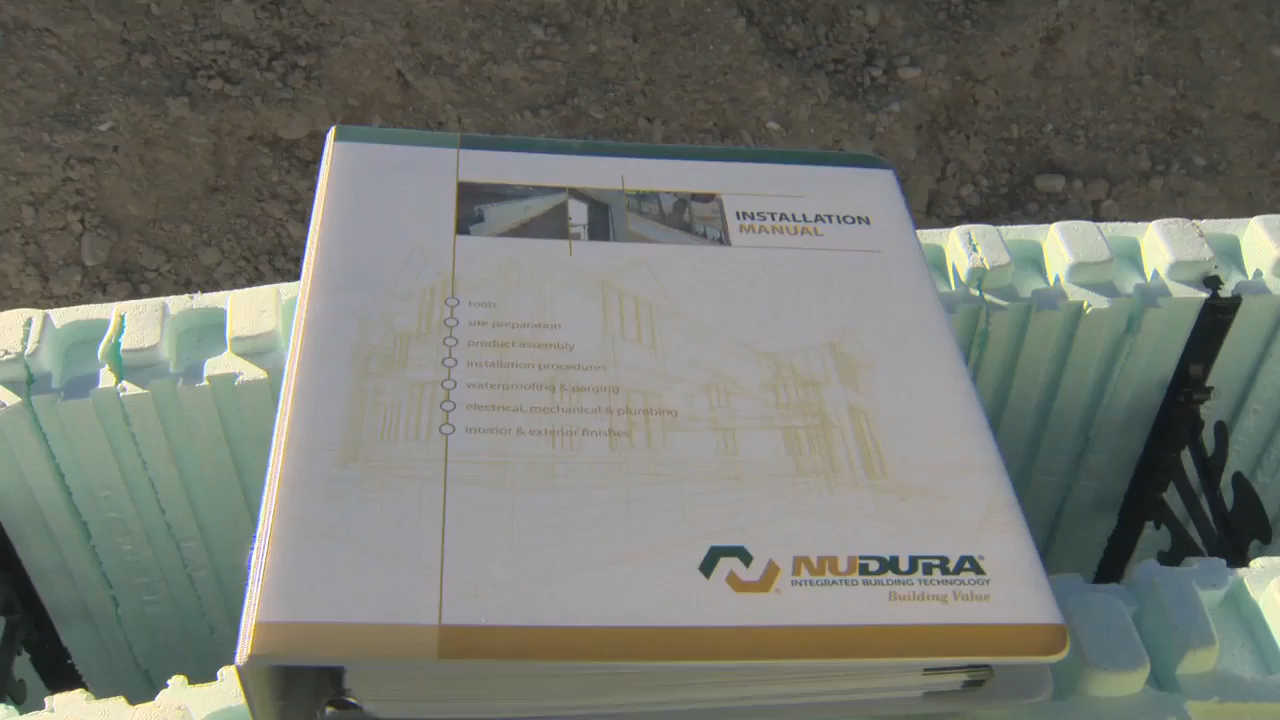 INSTALLATION
MANUAL
tools
site preparation
product assembly
installation procedures
waterproofing & parging
electrical, mechanical & plumbing
interior & exterior finishes
NUDURA®
INTEGRATED BUILDING TECHNOLOGY
Building Value